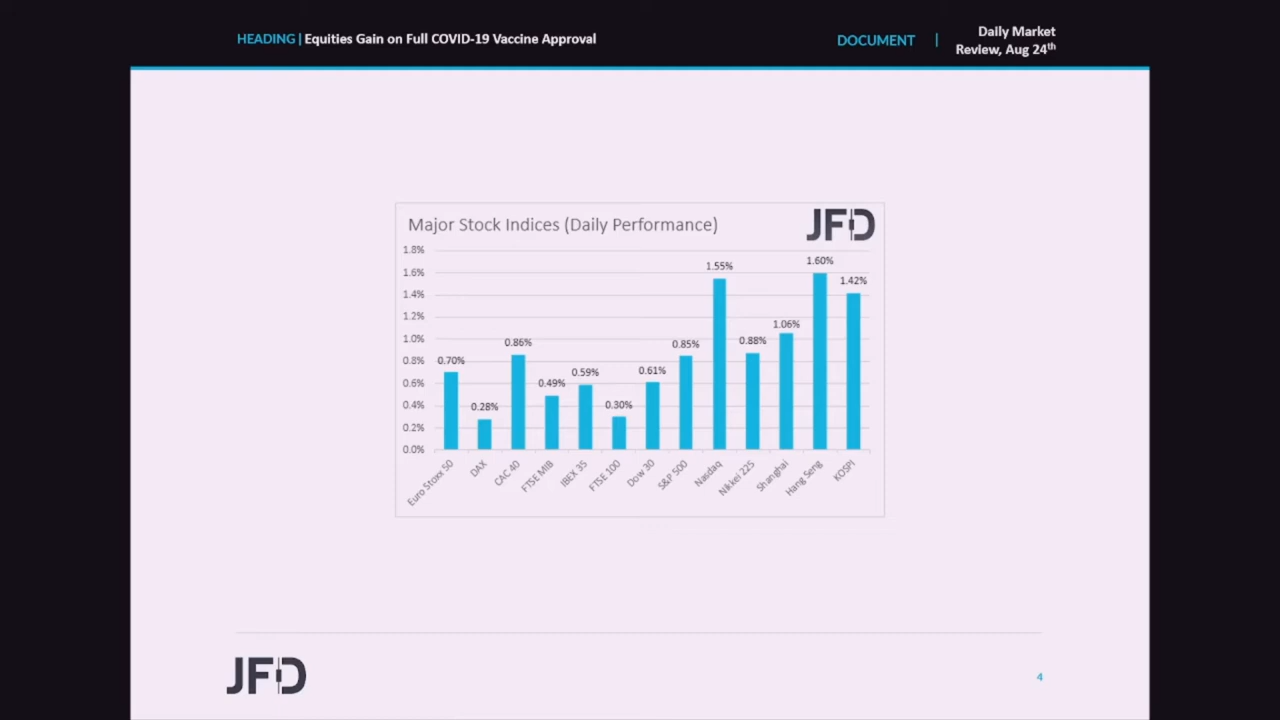 HEADING | Equities Gain on Full COVID-19 Vaccine Approval
DOCUMENT |
Daily Market
Review, Aug 24th
Major Stock Indices (Daily Performance)
JFD
1.8%
1.6%
1.4%
1.2%
1.0%
0.8%
0.6%
0.4%
0.2%
0.0%
0.70%
0.28%
0.86%
0.49%
0.59%
0.30%
0.61%
0.85%
1.55%
0.88%
1.06%
1.60%
1.42%
Euro Stoxx 50
DAX
CAC 40
FTSE MIB
IBEX 35
FTSE 100
Dow 30
S&P 500
Nasdaq
Nikkei 225
Shanghai
Hang Seng
KOSPI
JFD
4